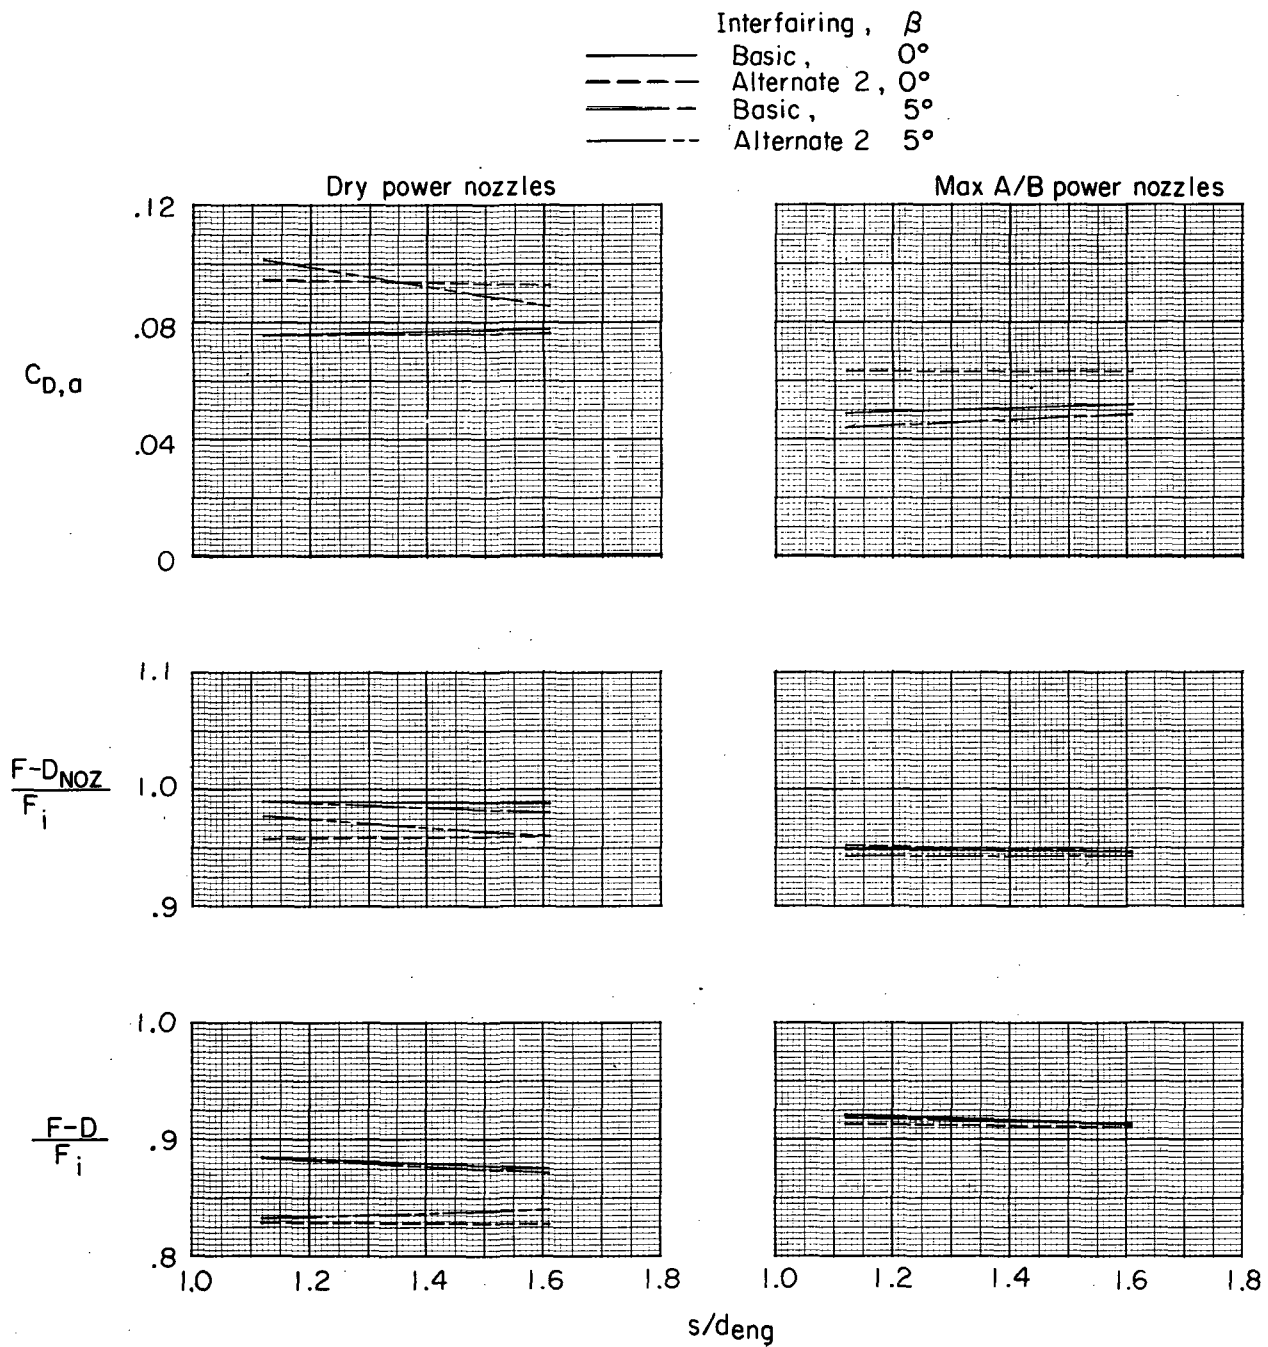 Interfairing, β
Basic, 0°
Alternate 2, 0°
Basic, 5°
Alternate 2 5°
Dry power nozzles
Max A/B power nozzles
.12
.08
C_D,a
.04
0
1.1
F-D_NOZ
1.0
F_i
.9
1.0
F-D
.9
F_i
.8
1.0 1.2 1.4 1.6 1.8
1.0 1.2 1.4 1.6 1.8
s/d_eng